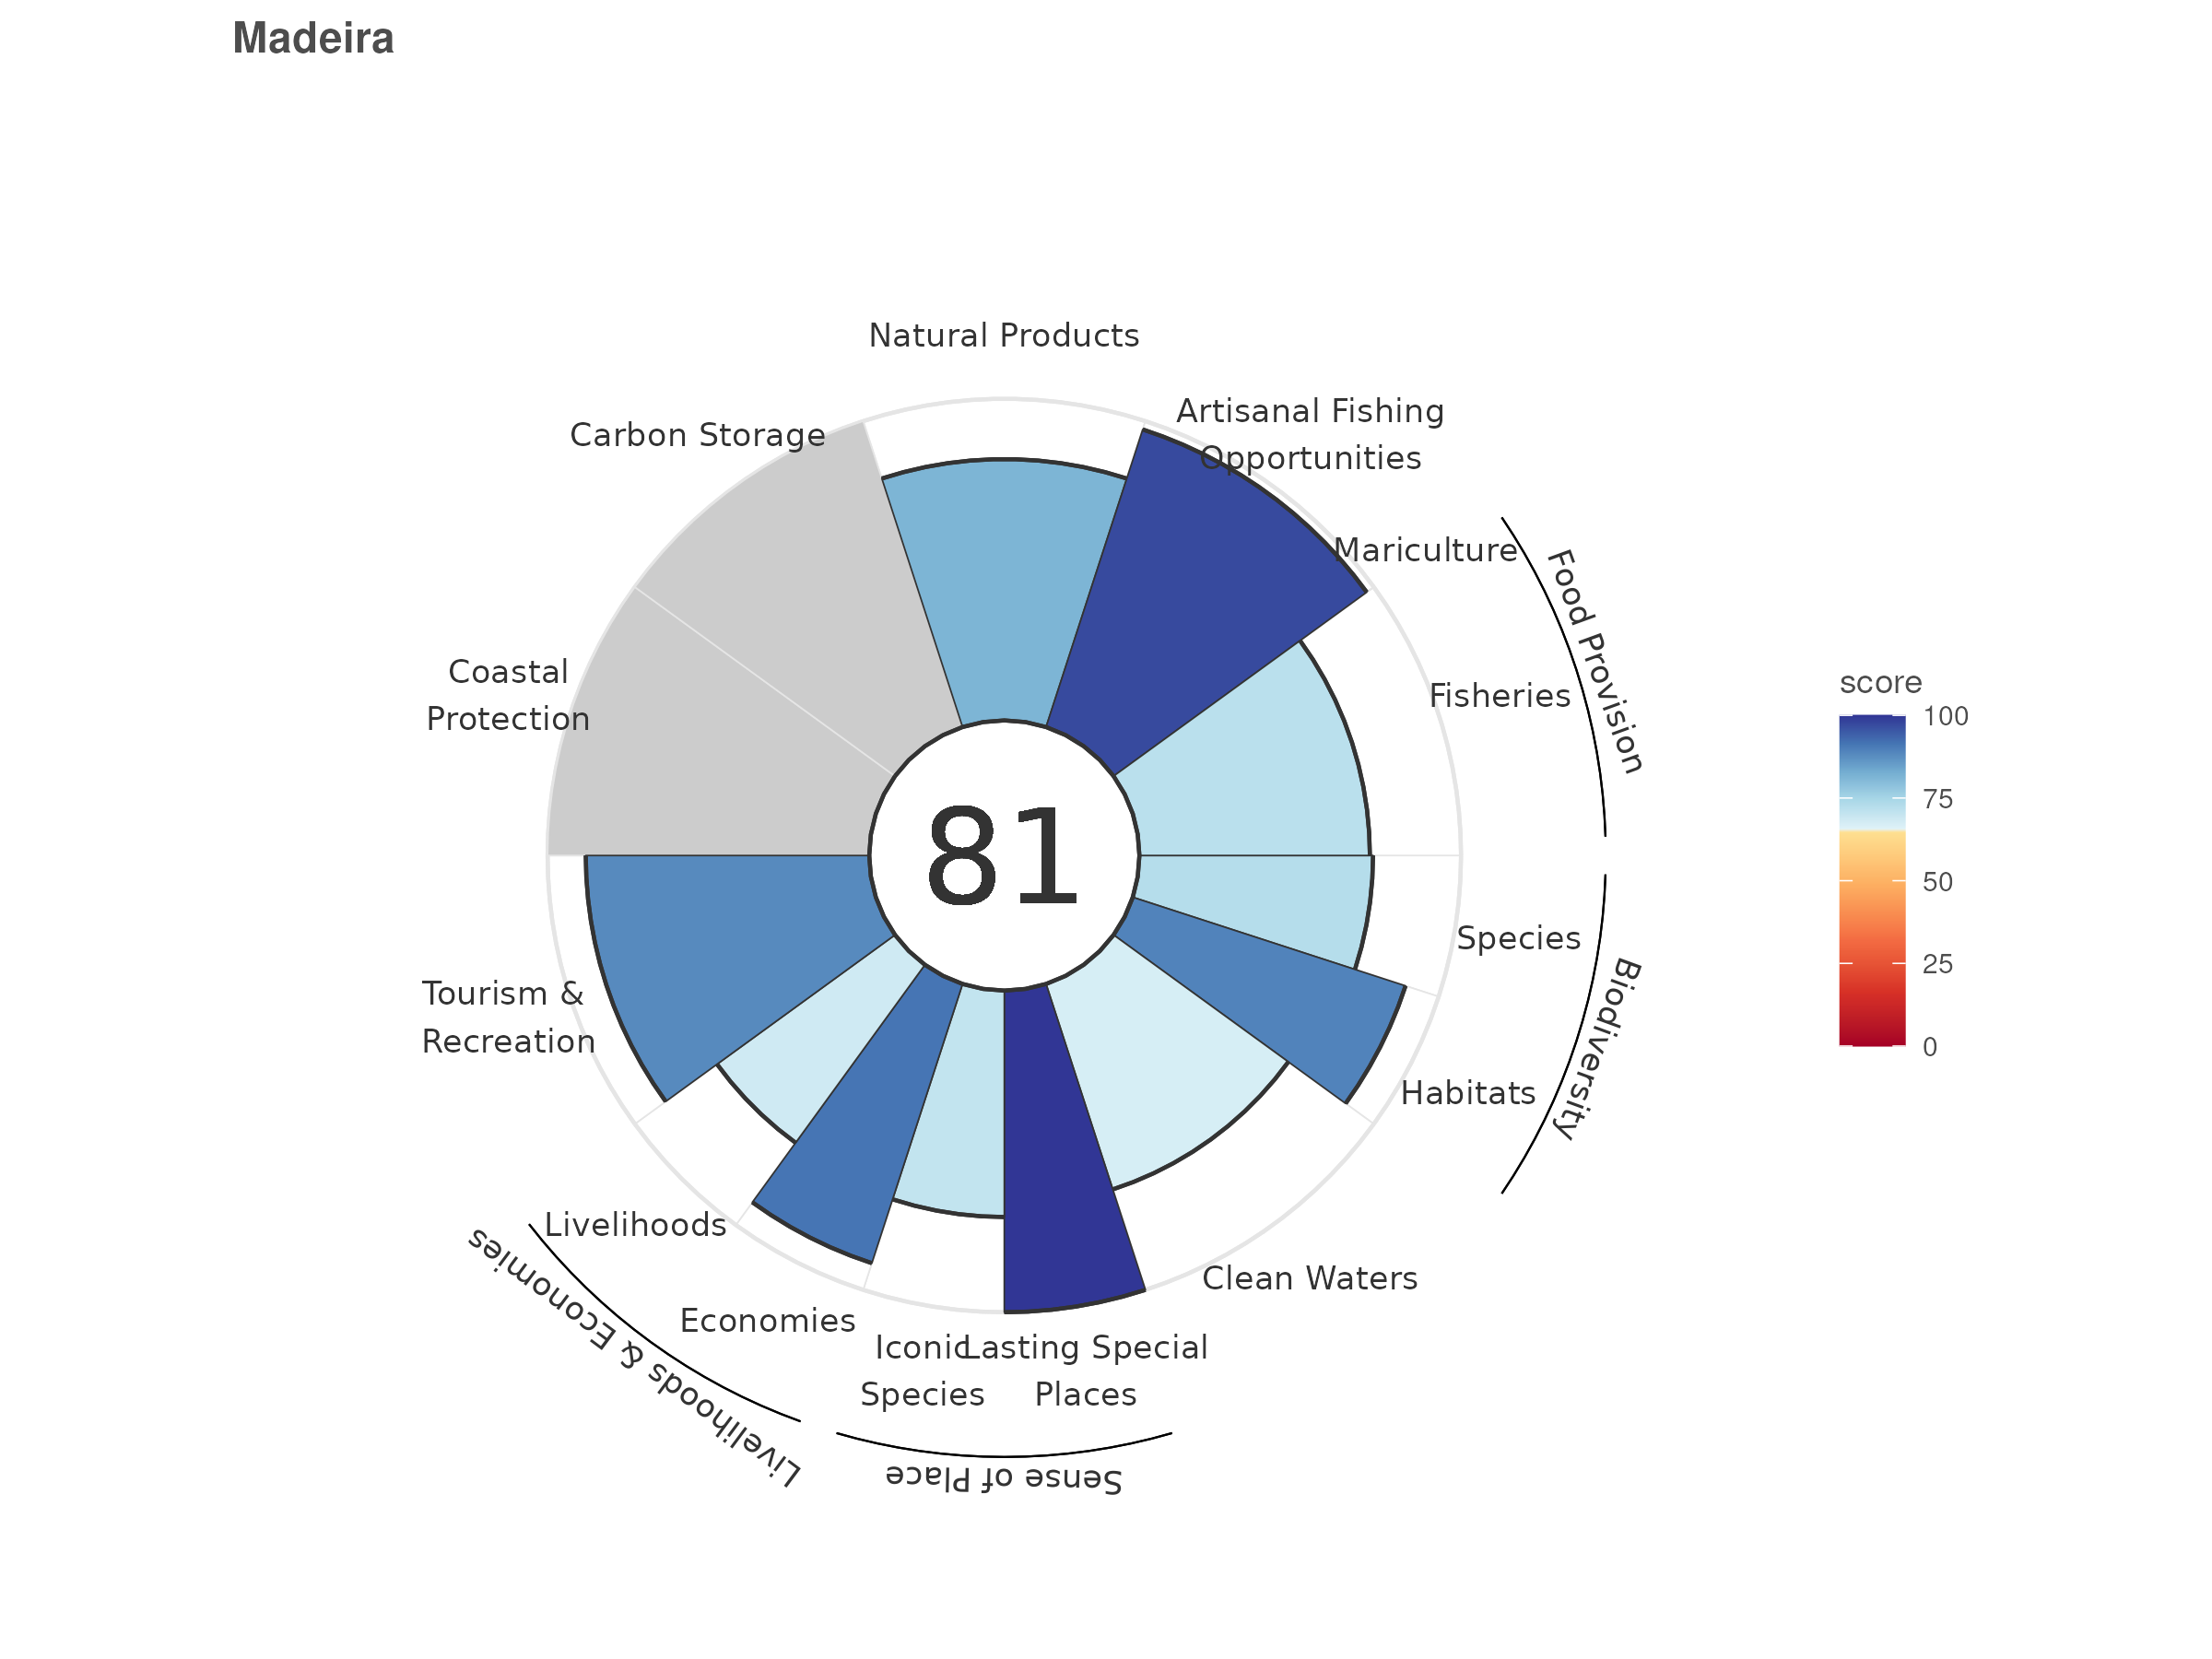 Madeira
Natural Products
Artisanal Fishing
Opportunities
Carbon Storage
Mariculture
Food Provision
Fisheries
Coastal
Protection
score
100
75
50
25
0
81
Species
Biodiversity
Habitats
Tourism &
Recreation
Livelihoods
Livelihoods & Economies
Economies
Clean Waters
Iconic
Species
Lasting Special
Places
Sense of Place